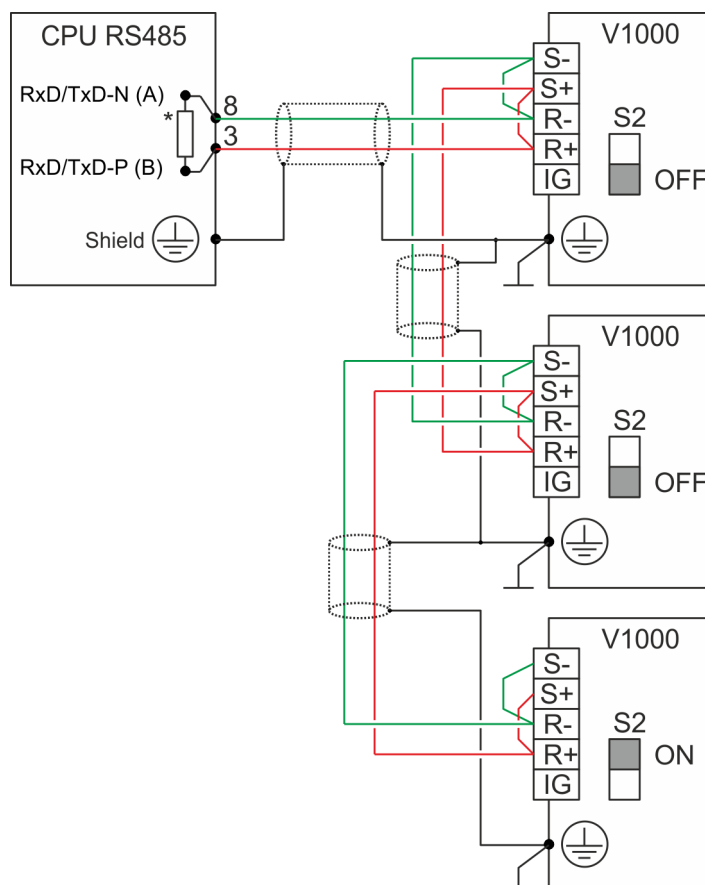 CPU RS485
RxD/TxD-N (A)
8
*
3
RxD/TxD-P (B)
Shield
V1000
S-
S+
R-
R+
IG
S2
OFF
V1000
S-
S+
R-
R+
IG
S2
OFF
V1000
S-
S+
R-
R+
IG
S2
ON